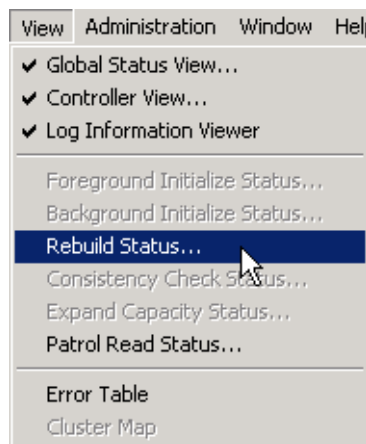 View Administration Window Hel
Global Status View...
Controller View...
Log Information Viewer
Foreground Initialize Status...
Background Initialize Status...
Rebuild Status...
Consistency Check Status...
Expand Capacity Status...
Patrol Read Status...
Error Table
Cluster Map